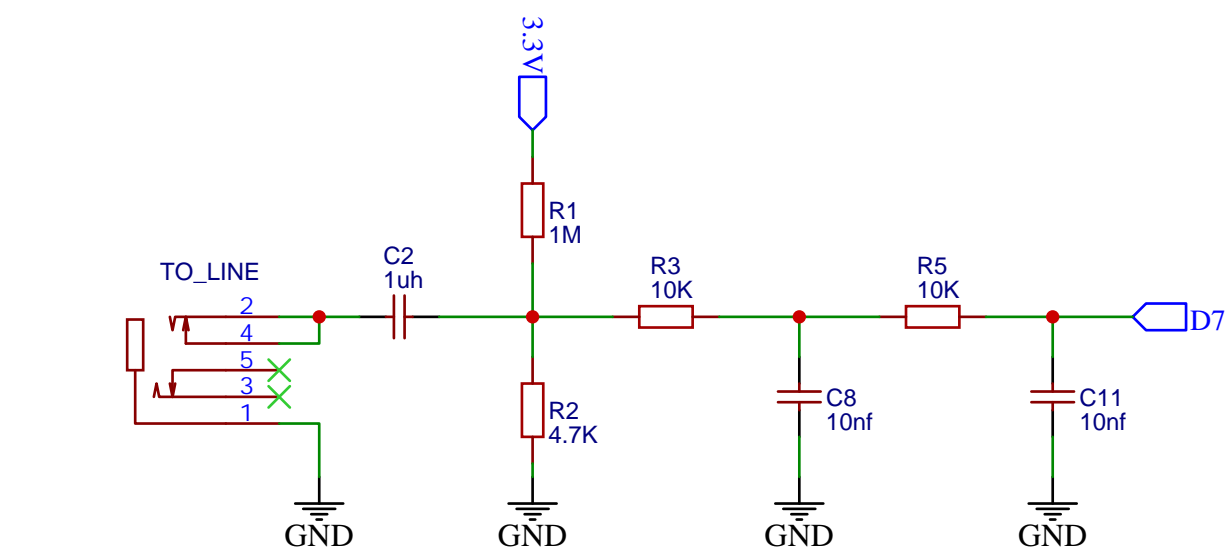 3.3V
R1
1M
C2
1uh
TO_LINE
2
4
5
3
1
R3
10K
R5
10K
D7
R2
4.7K
C8
10nf
C11
10nf
GND
GND
GND
GND